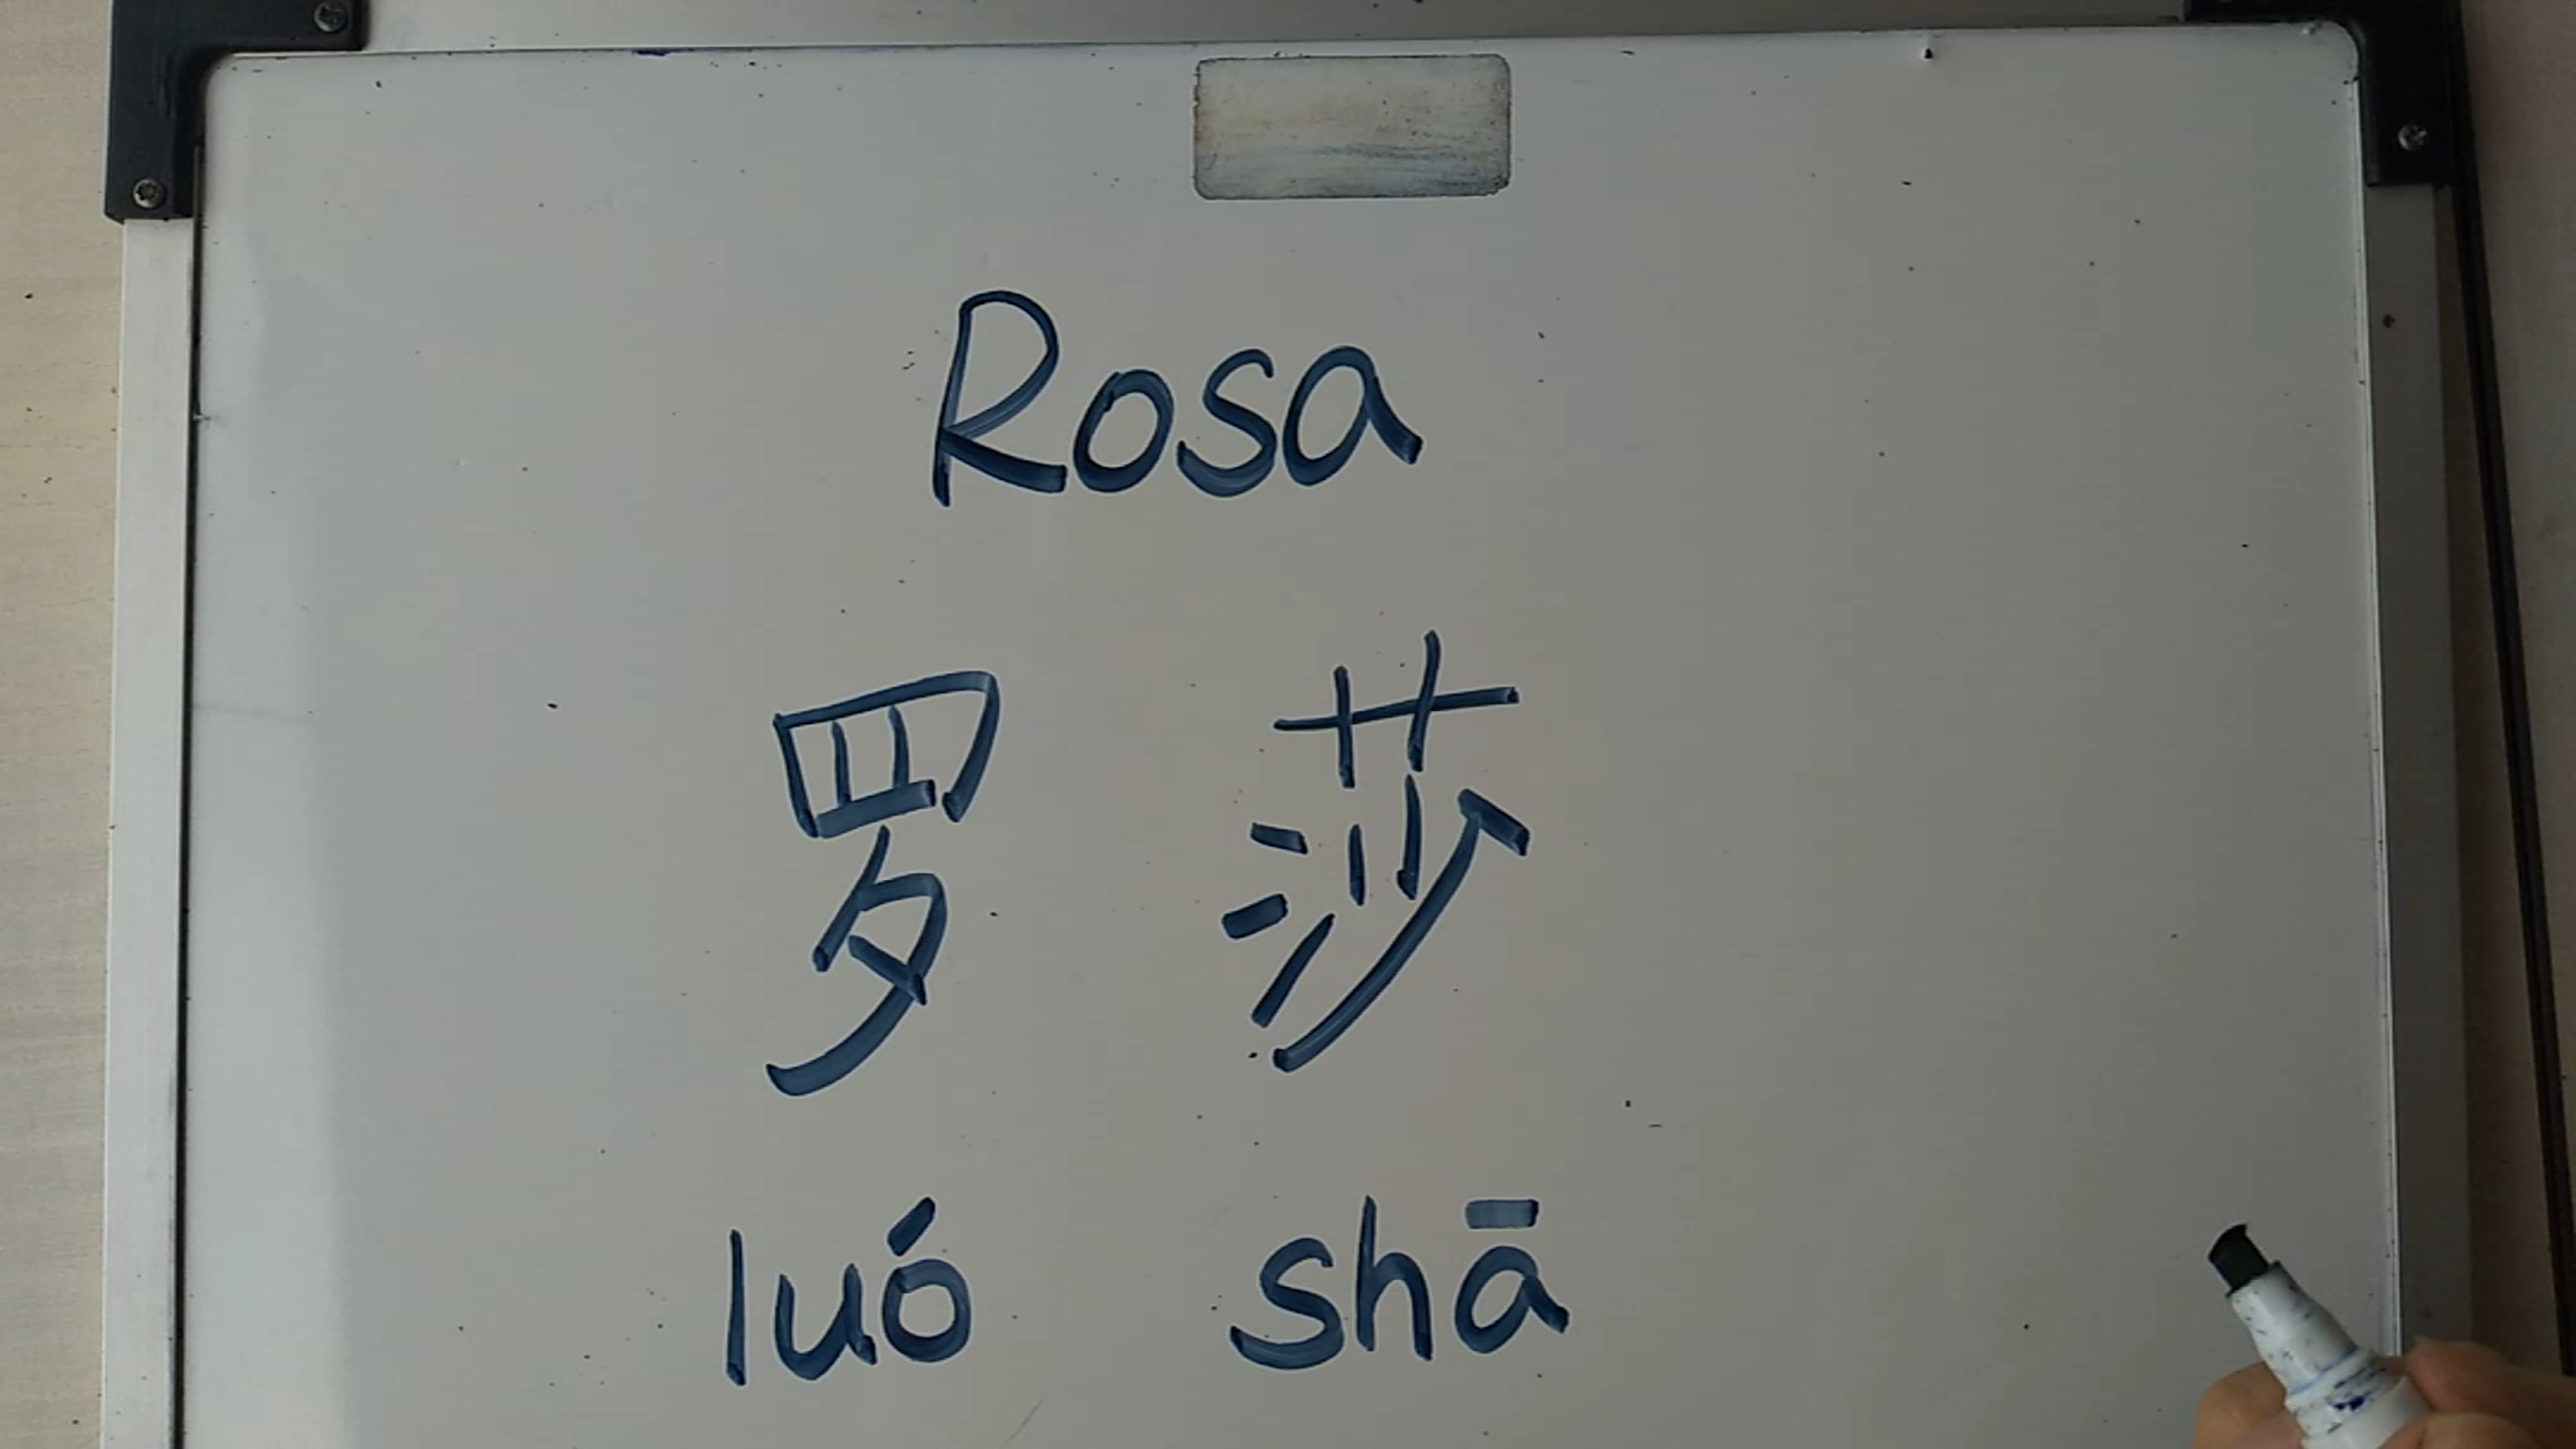 Rosa
罗 莎
luó shā